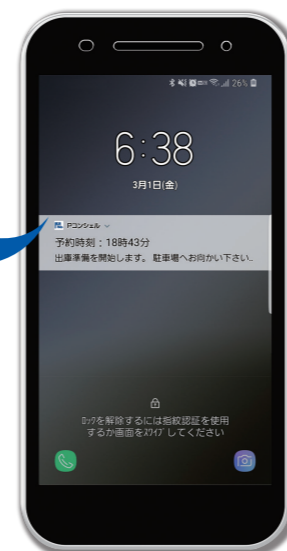 26%
6:38
3月1日(金)
Pコンシェル
予約時刻：18時43分
出庫準備を開始します。 駐車場へお向かい下さい。
ロックを解除するには指紋認証を使用
するか画面をスワイプしてください